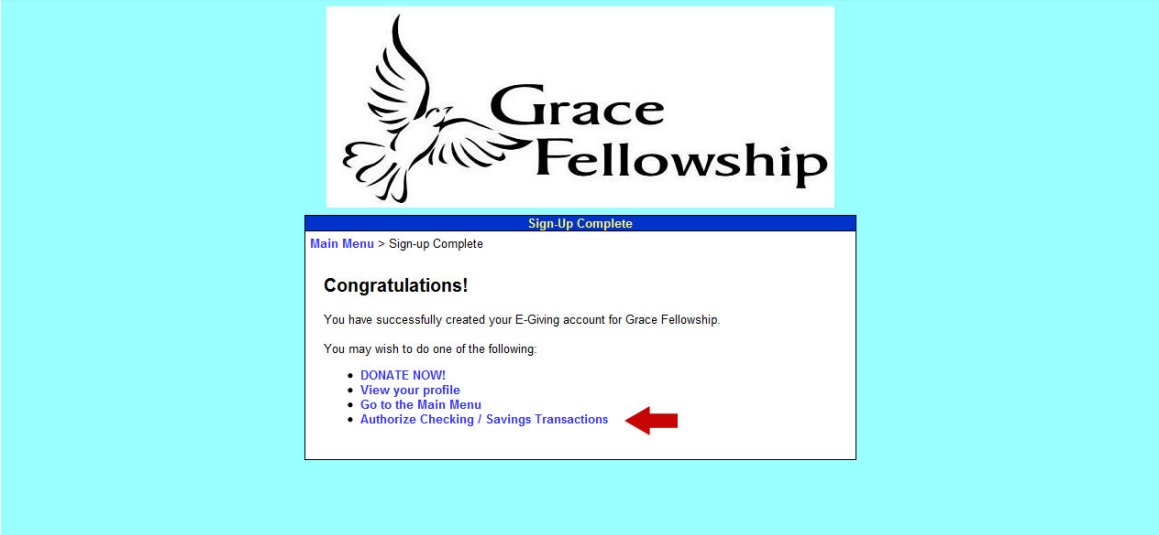 Grace
Fellowship
Sign-Up Complete
Main Menu > Sign-up Complete
Congratulations!
You have successfully created your E-Giving account for Grace Fellowship.
You may wish to do one of the following:
• DONATE NOW!
• View your profile
• Go to the Main Menu
• Authorize Checking / Savings Transactions